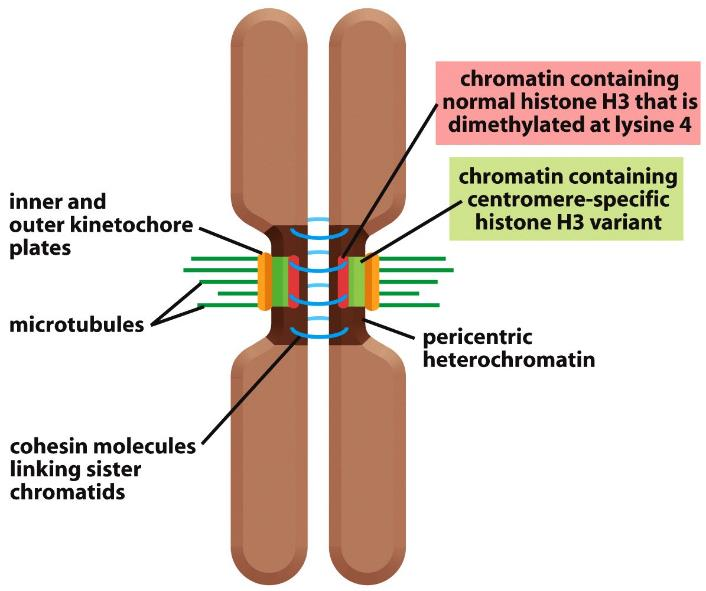 chromatin containing
normal histone H3 that is
dimethylated at lysine 4
chromatin containing
centromere-specific
histone H3 variant
inner and
outer kinetochore
plates
microtubules
pericentric
heterochromatin
cohesin molecules
linking sister
chromatids